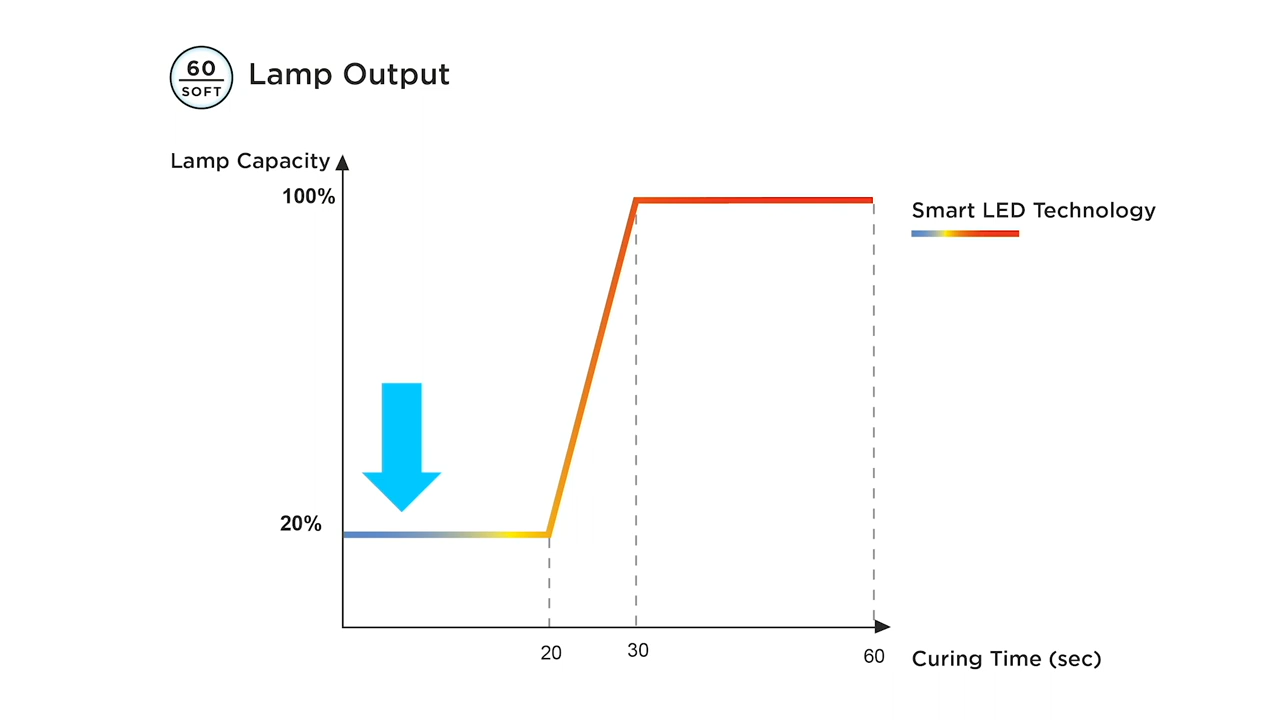 60
SOFT
Lamp Output
Lamp Capacity
100%
Smart LED Technology
20%
20
30
60
Curing Time (sec)